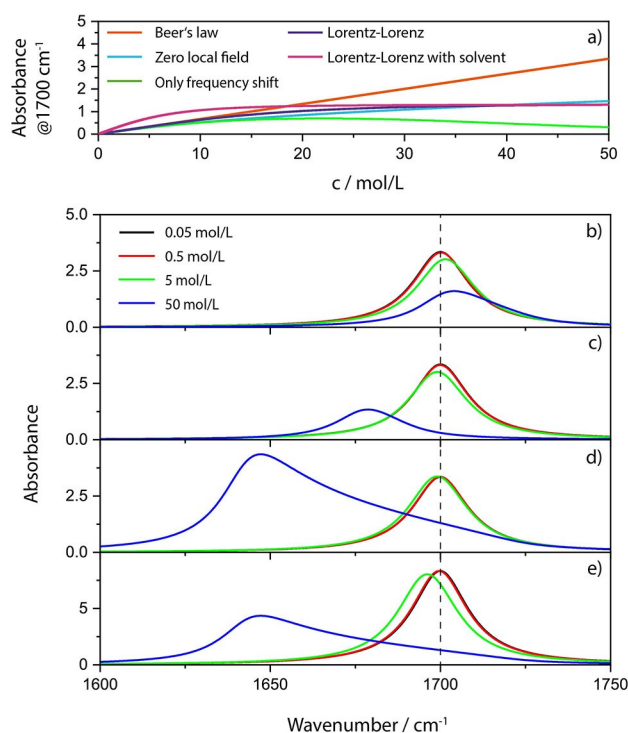 Absorbance
@1700 cm⁻¹
5
4
3
2
1
0
Beer's law
Zero local field
Only frequency shift
Lorentz-Lorenz
Lorentz-Lorenz with solvent
a)
0 10 20 30 40 50
c / mol/L
Absorbance
5.0
2.5
0.0
0.05 mol/L
0.5 mol/L
5 mol/L
50 mol/L
b)
2.5
0.0
c)
2.5
0.0
d)
5
0
e)
1600 1650 1700 1750
Wavenumber / cm⁻¹